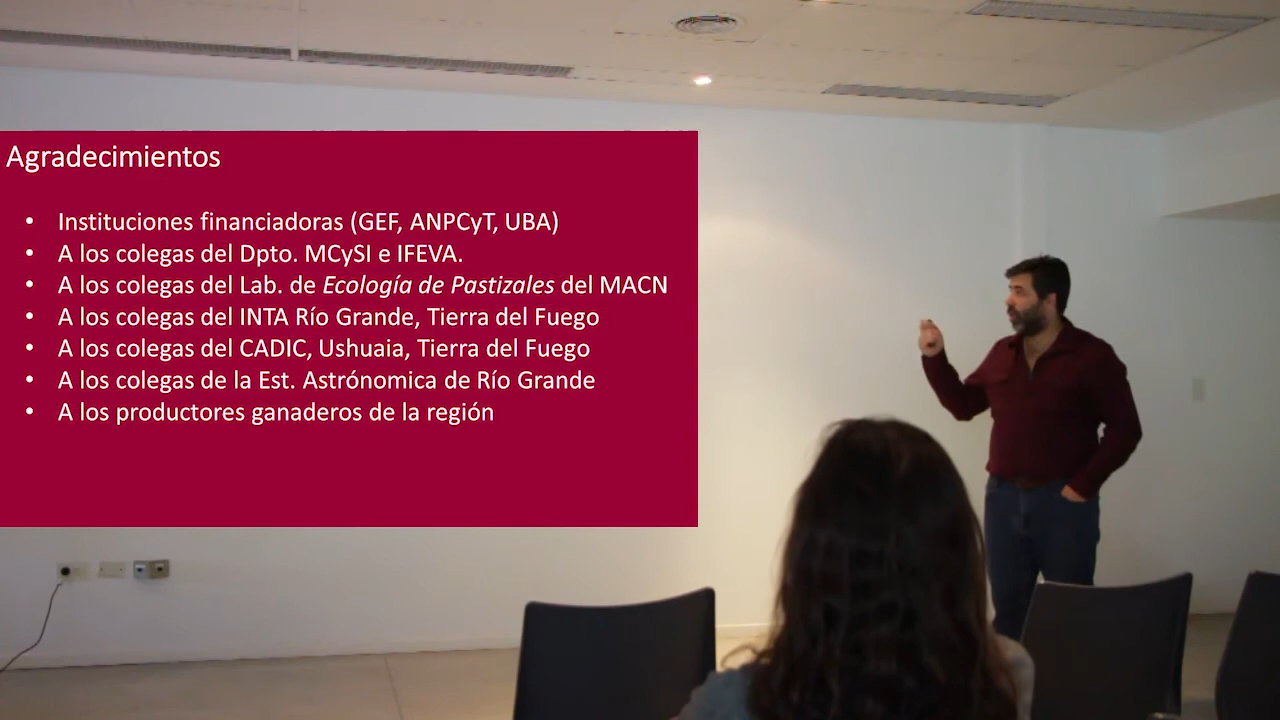 Agradecimientos
• Instituciones financiadoras (GEF, ANPCyT, UBA)
• A los colegas del Dpto. MCySI e IFEVA.
• A los colegas del Lab. de Ecología de Pastizales del MACN
• A los colegas del INTA Río Grande, Tierra del Fuego
• A los colegas del CADIC, Ushuaia, Tierra del Fuego
• A los colegas de la Est. Astrónomica de Río Grande
• A los productores ganaderos de la región